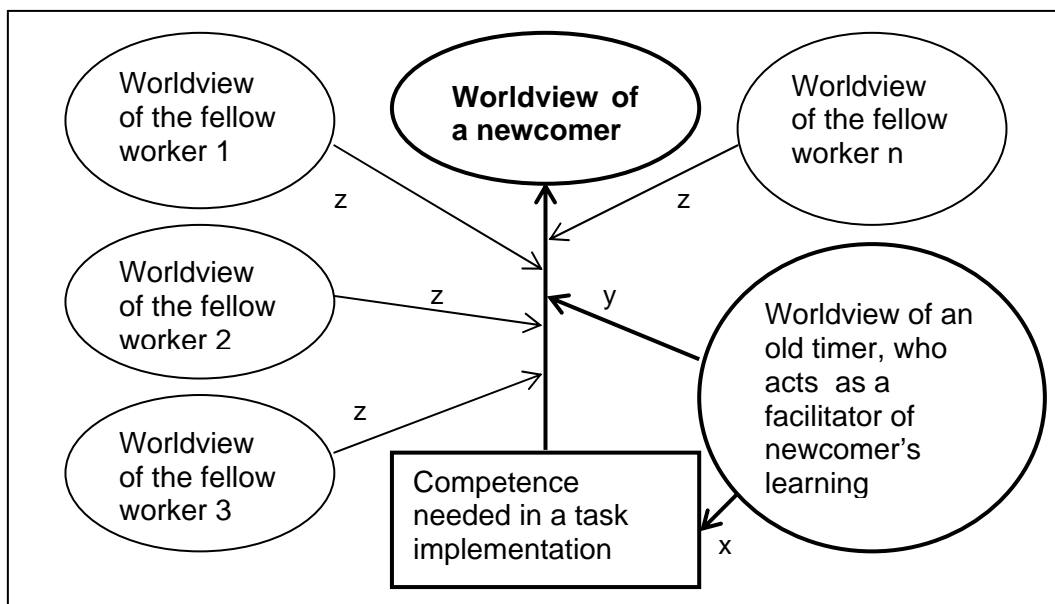 Worldview
of the fellow
worker 1
Worldview of
a newcomer
Worldview
of the fellow
worker n
z
z
Worldview
of the fellow
worker 2
z
y
Worldview of an
old timer, who
acts as a
facilitator of
newcomer’s
learning
z
Worldview
of the fellow
worker 3
Competence
needed in a task
implementation
x